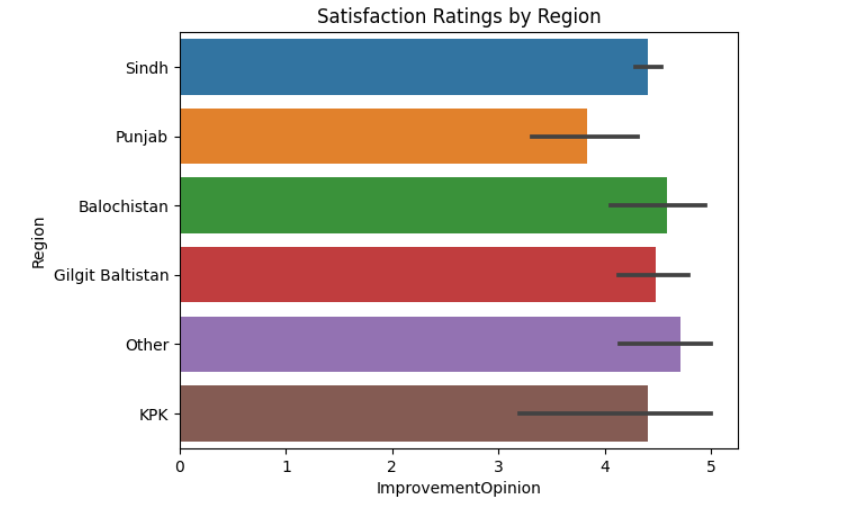 Satisfaction Ratings by Region
Sindh
Punjab
Balochistan
Gilgit Baltistan
Other
KPK
Region
0 1 2 3 4 5
ImprovementOpinion